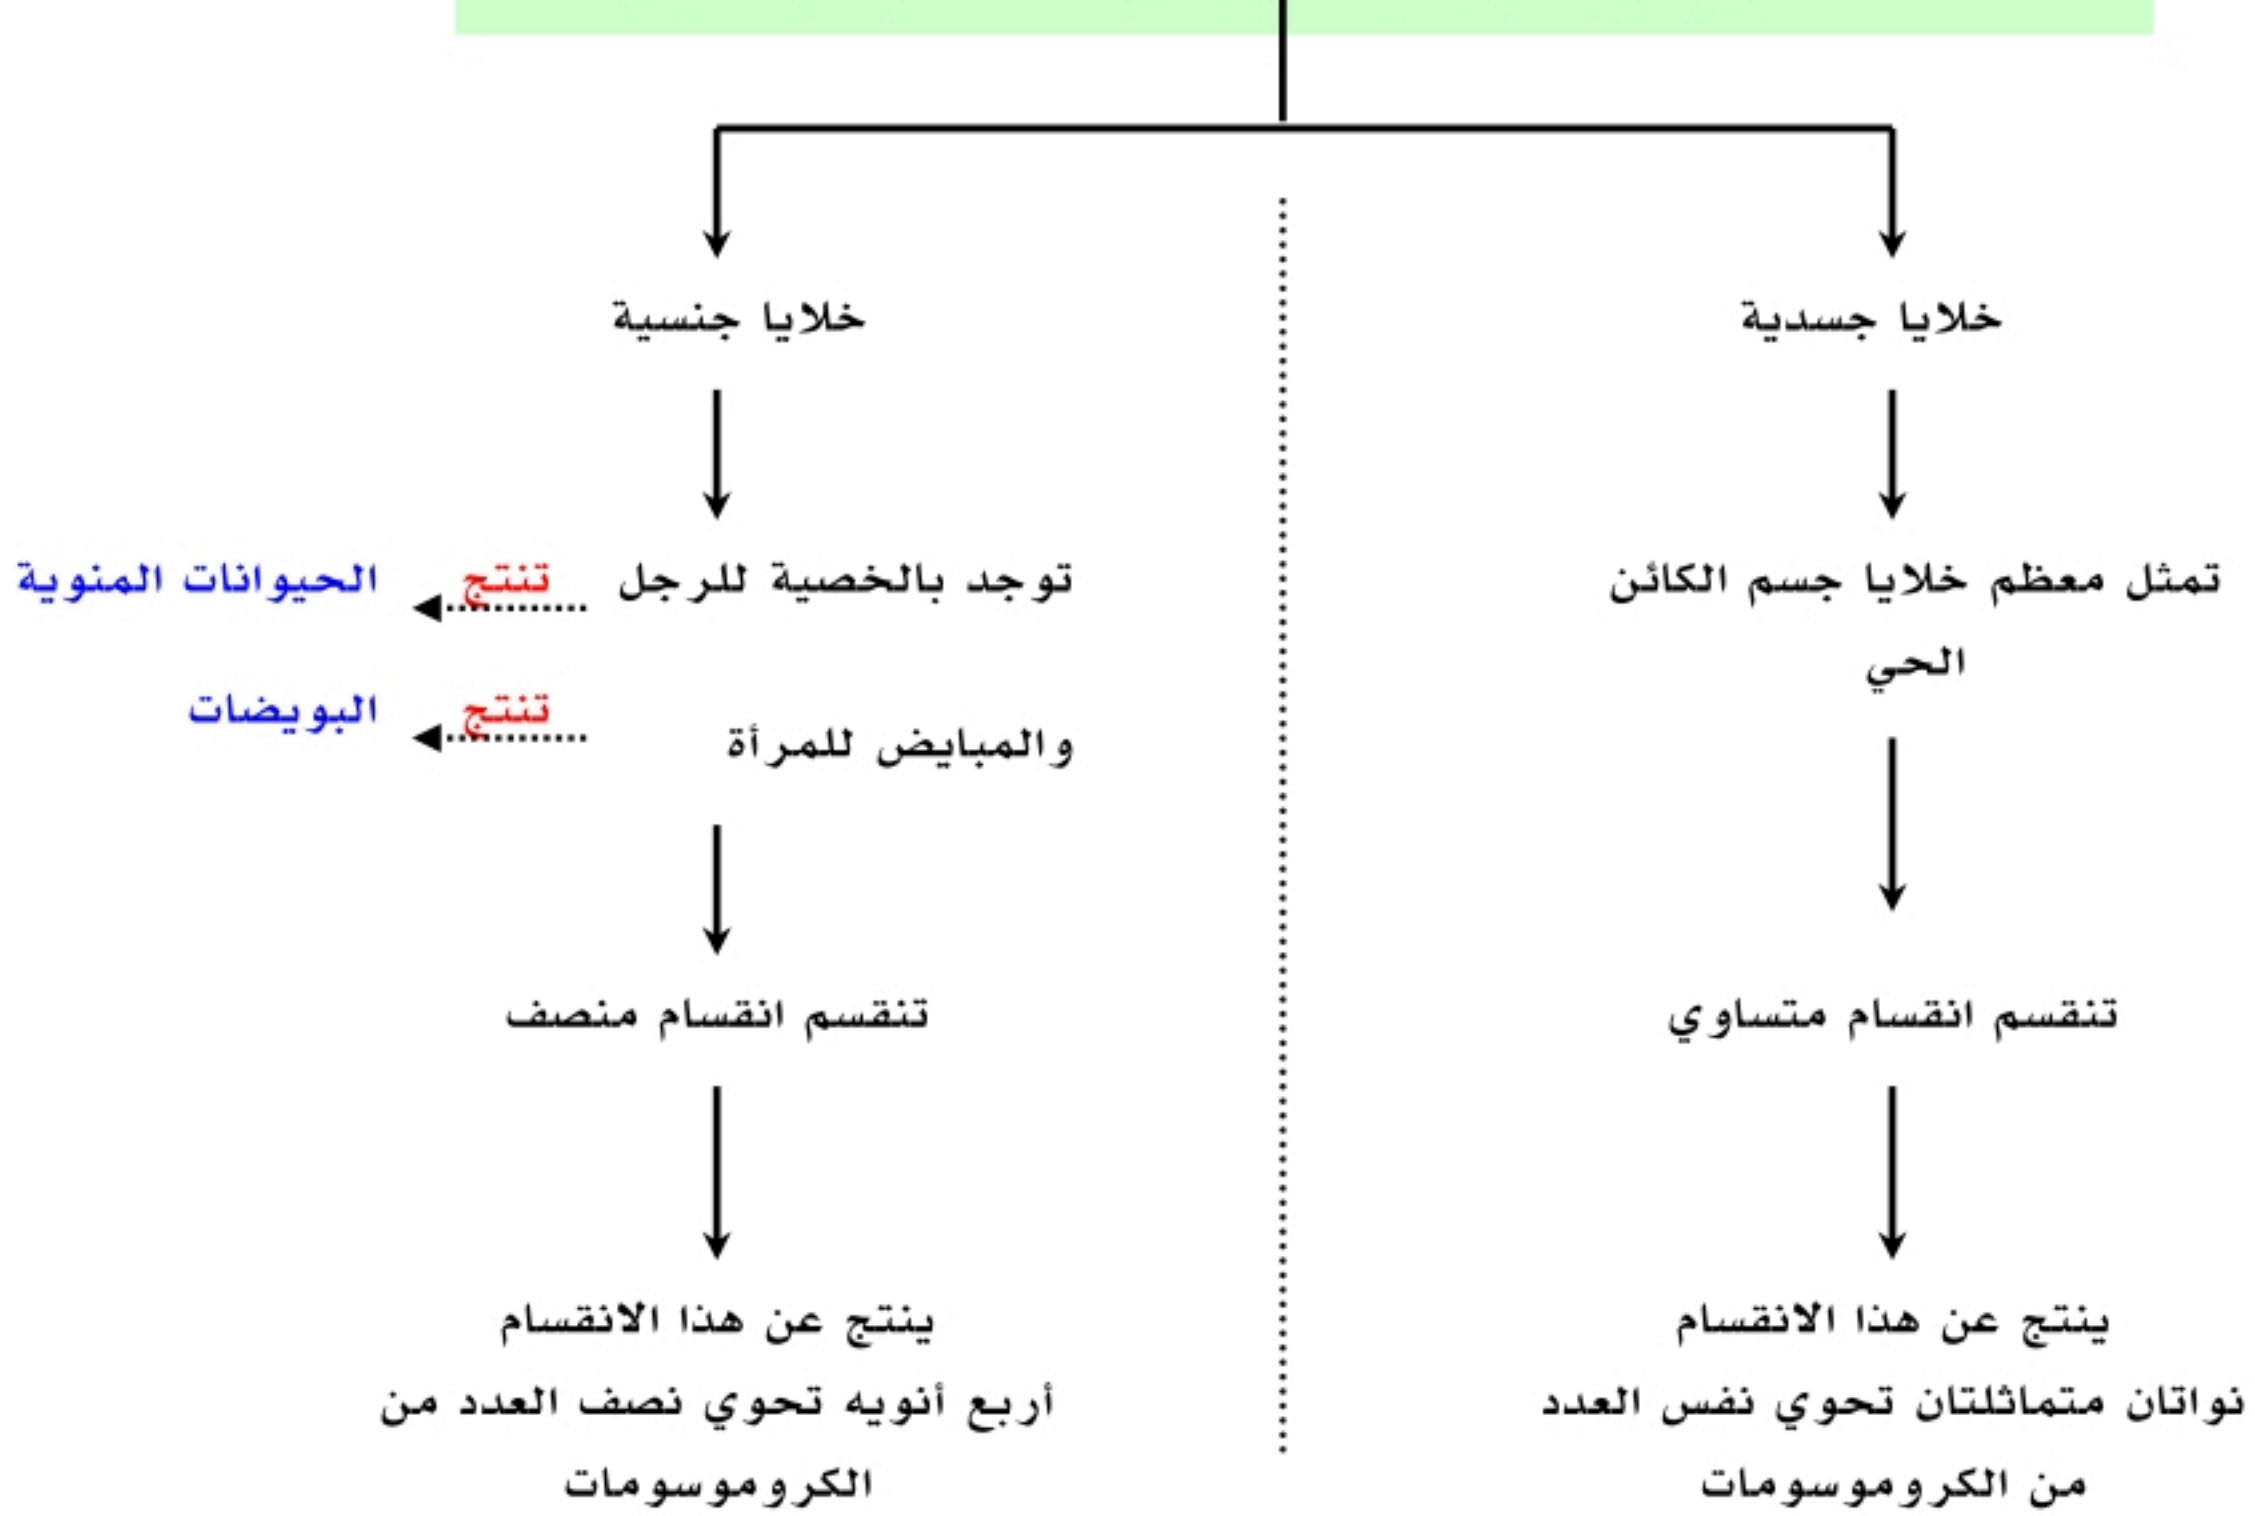 خلايا جسدية
تمثل معظم خلايا جسم الكائن
الحي
تنقسم انقسام متساوي
ينتج عن هذا الانقسام
نواتان متماثلتان تحوي نفس العدد
من الكروموسومات
خلايا جنسية
توجد بالخصية للرجل تنتج الحيوانات المنوية
والمبايض للمرأة تنتج البويضات
تنقسم انقسام منصف
ينتج عن هذا الانقسام
أربع أنويه تحوي نصف العدد من
الكروموسومات